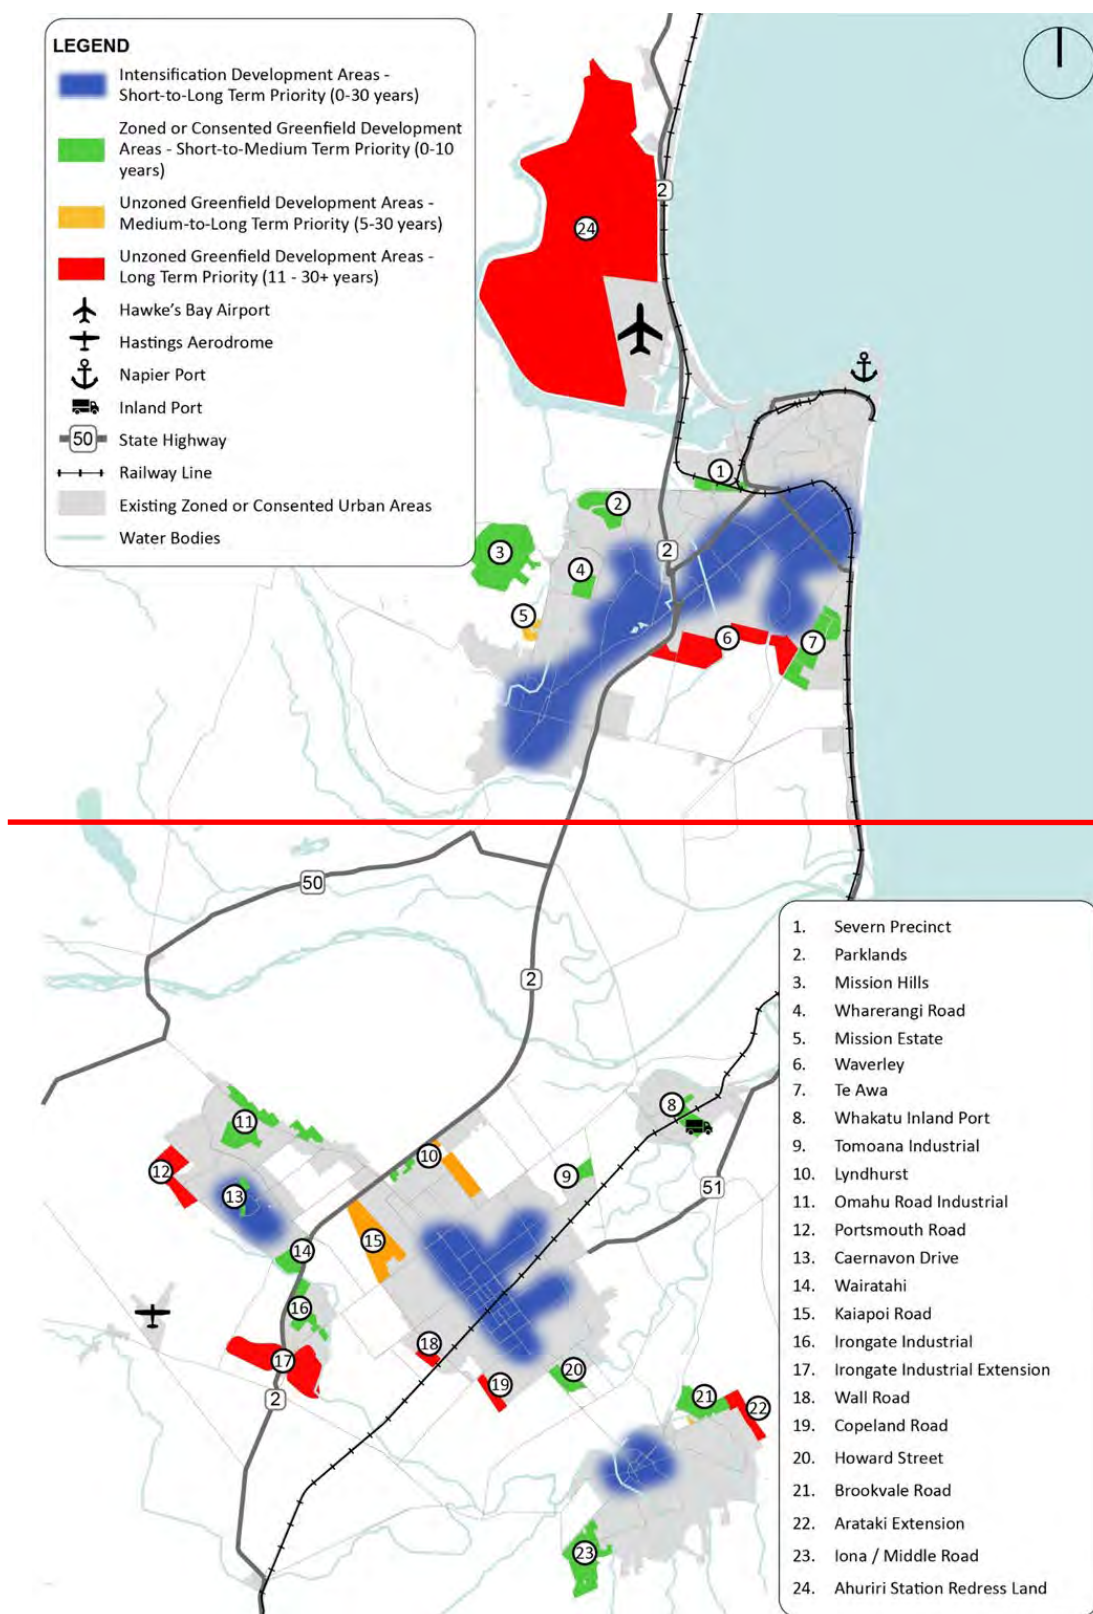 LEGEND
Intensification Development Areas -
Short-to-Long Term Priority (0-30 years)
Zoned or Consented Greenfield Development
Areas - Short-to-Medium Term Priority (0-10
years)
Unzoned Greenfield Development Areas -
Medium-to-Long Term Priority (5-30 years)
Unzoned Greenfield Development Areas -
Long Term Priority (11 - 30+ years)
Hawke's Bay Airport
Hastings Aerodrome
Napier Port
Inland Port
50 State Highway
Railway Line
Existing Zoned or Consented Urban Areas
Water Bodies
2
24
1
2
3
2
4
5
6
7
50
2
8
11
10
12
9
51
13
15
14
16
18
17
19
20
2
21
22
23
1. Severn Precinct
2. Parklands
3. Mission Hills
4. Wharerangi Road
5. Mission Estate
6. Waverley
7. Te Awa
8. Whakatu Inland Port
9. Tomoana Industrial
10. Lyndhurst
11. Omahu Road Industrial
12. Portsmouth Road
13. Caernavon Drive
14. Wairatahi
15. Kaiapoi Road
16. Irongate Industrial
17. Irongate Industrial Extension
18. Wall Road
19. Copeland Road
20. Howard Street
21. Brookvale Road
22. Arataki Extension
23. Iona / Middle Road
24. Ahuriri Station Redress Land